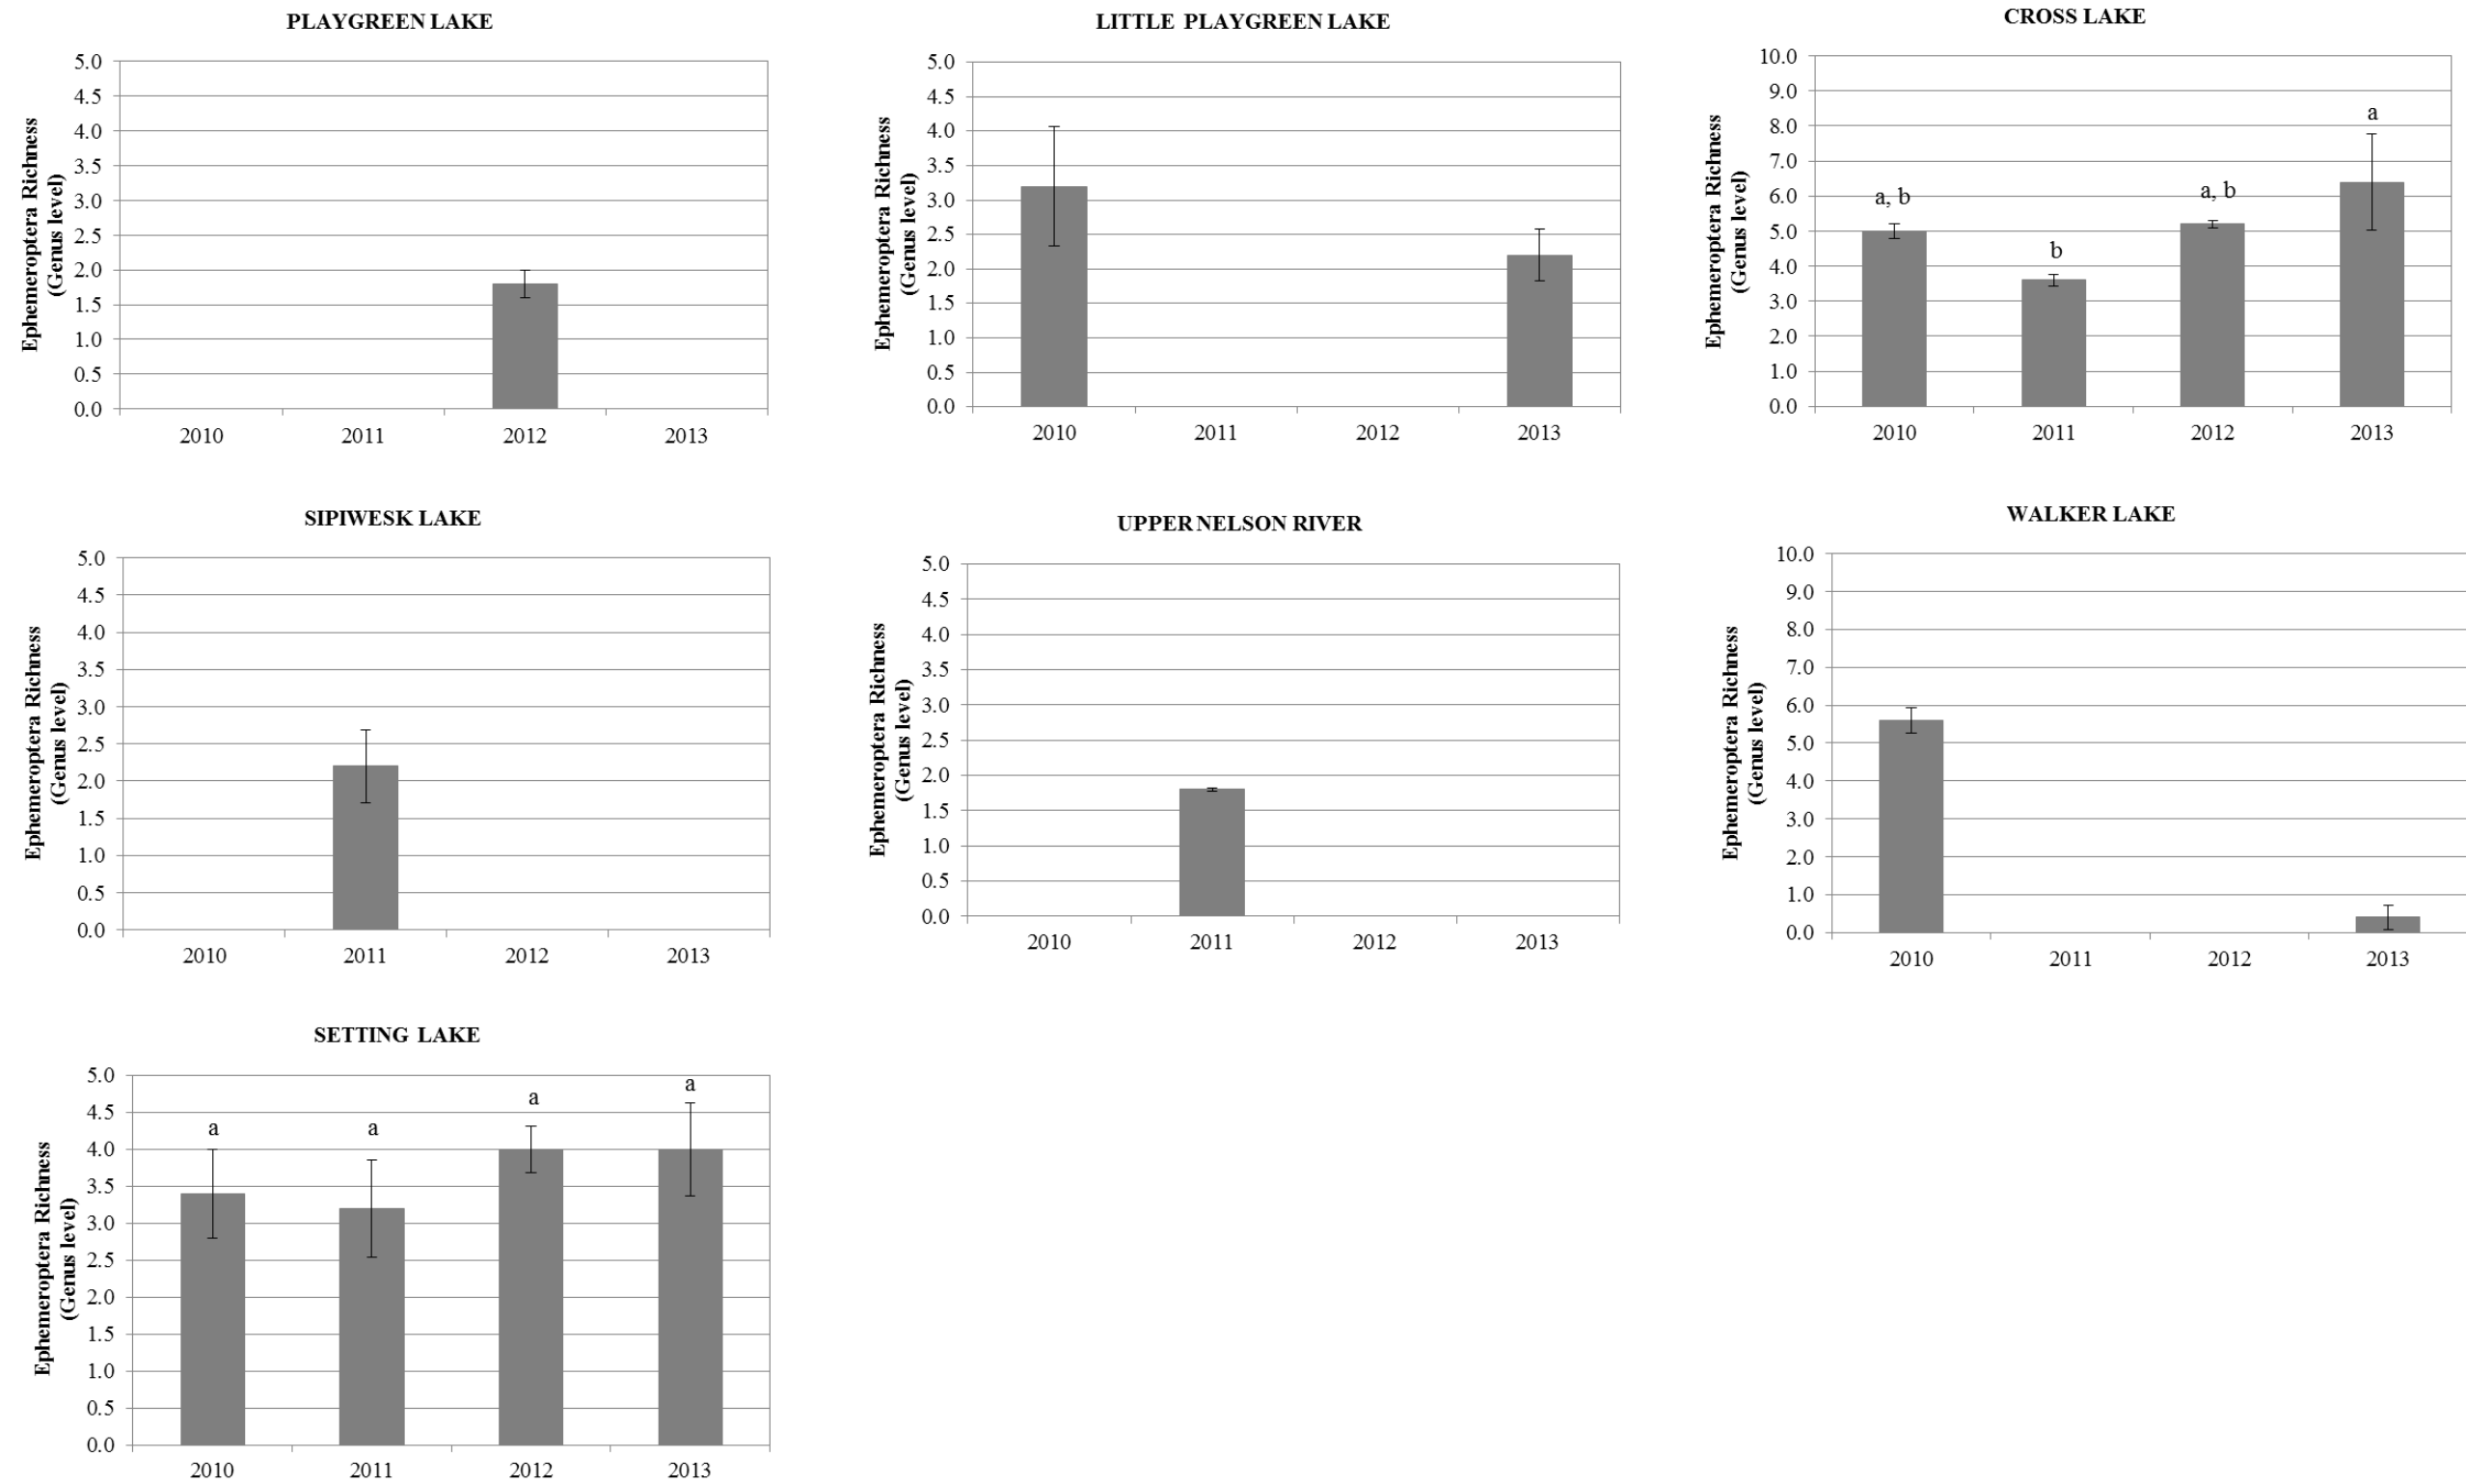 PLAYGREEN LAKE
Ephemeroptera Richness
(Genus level)
5.0
4.5
4.0
3.5
3.0
2.5
2.0
1.5
1.0
0.5
0.0
2010 2011 2012 2013
LITTLE PLAYGREEN LAKE
Ephemeroptera Richness
(Genus level)
5.0
4.5
4.0
3.5
3.0
2.5
2.0
1.5
1.0
0.5
0.0
2010 2011 2012 2013
CROSS LAKE
Ephemeroptera Richness
(Genus level)
10.0
9.0
8.0
7.0
6.0
5.0
4.0
3.0
2.0
1.0
0.0
a, b
b
a, b
a
2010 2011 2012 2013
SIPIWESK LAKE
Ephemeroptera Richness
(Genus level)
5.0
4.5
4.0
3.5
3.0
2.5
2.0
1.5
1.0
0.5
0.0
2010 2011 2012 2013
UPPER NELSON RIVER
Ephemeroptera Richness
(Genus level)
5.0
4.5
4.0
3.5
3.0
2.5
2.0
1.5
1.0
0.5
0.0
2010 2011 2012 2013
WALKER LAKE
Ephemeroptera Richness
(Genus level)
10.0
9.0
8.0
7.0
6.0
5.0
4.0
3.0
2.0
1.0
0.0
2010 2011 2012 2013
SETTING LAKE
Ephemeroptera Richness
(Genus level)
5.0
4.5
4.0
3.5
3.0
2.5
2.0
1.5
1.0
0.5
0.0
a
a
a
a
2010 2011 2012 2013